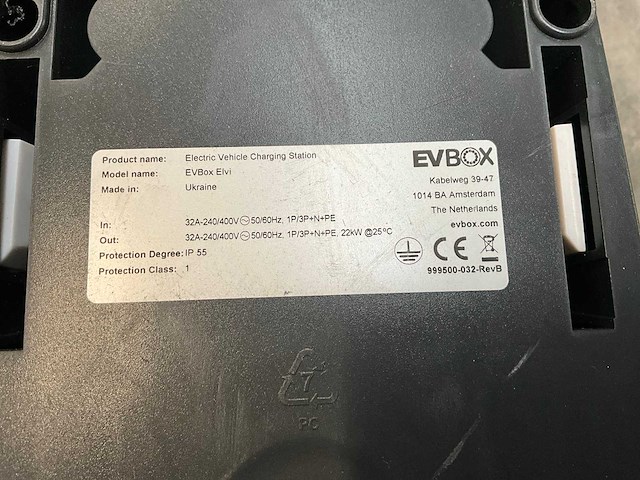 Product name: Electric Vehicle Charging Station
Model name: EVBox Elvi
Made in: Ukraine
In: 32A-240/400V 50/60Hz, 1P/3P+N+PE
Out: 32A-240/400V 50/60Hz, 1P/3P+N+PE, 22kW @25°C
Protection Degree: IP 55
Protection Class: 1
EVBOX
Kabelweg 39-47
1014 BA Amsterdam
The Netherlands
evbox.com
CE
999500-032-RevB
7
PC